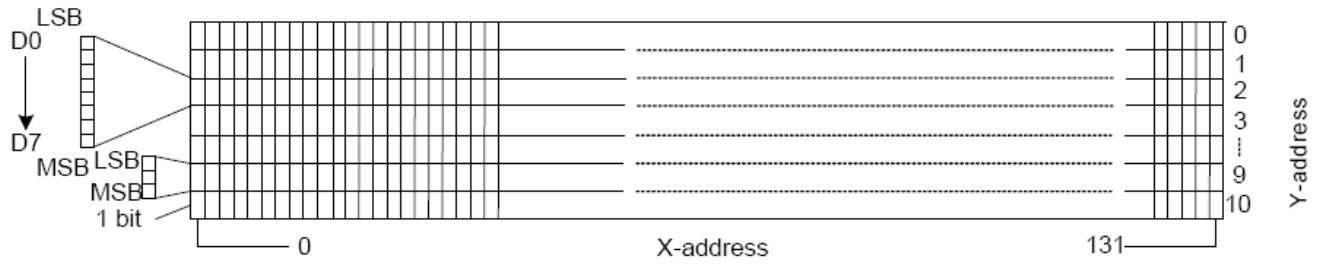 LSB
D0
D7
MSB
LSB
MSB
1 bit
0
1
2
3
9
10
Y-address
0
X-address
131